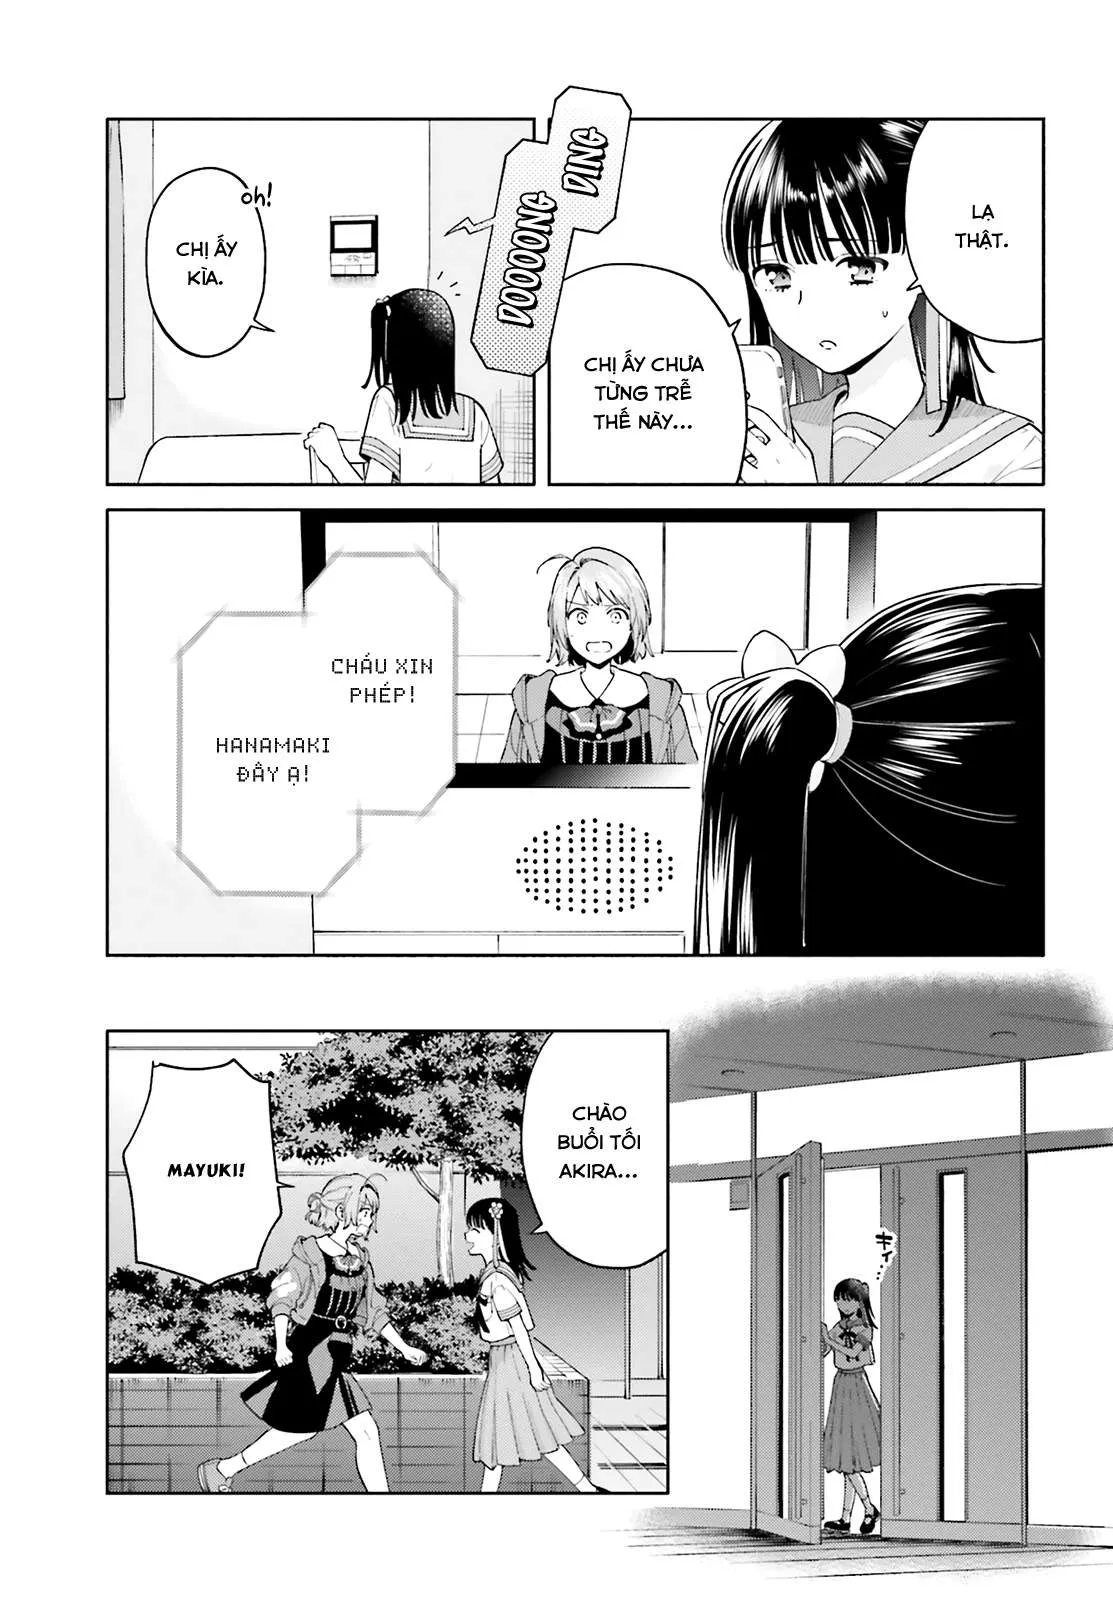 LẠ
THẬT.
CHỊ ẤY CHƯA
TỪNG TRỄ
THẾ NÀY...
DING
DOOOONG
oh!
CHỊ ẤY
KÌA.
CHÁU XIN
PHÉP!
HANAMAKI
ĐÂY Ạ!
キィ...
CHÀO
BUỔI TỐI
AKIRA...
MAYUKI!